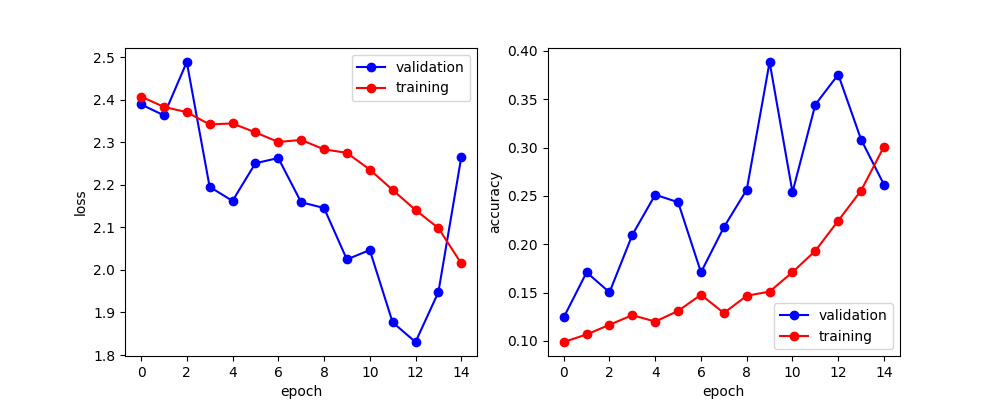 2.5
2.4
2.3
2.2
2.1
2.0
1.9
1.8
loss
0 2 4 6 8 10 12 14
epoch
validation
training
0.40
0.35
0.30
0.25
0.20
0.15
0.10
accuracy
0 2 4 6 8 10 12 14
epoch
validation
training